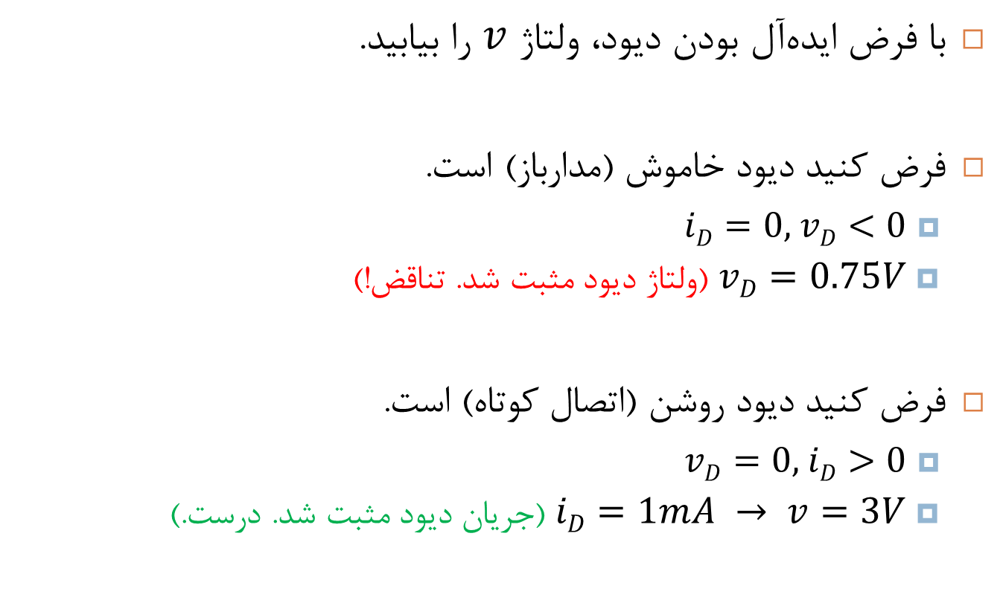 با فرض ایده‌آل بودن دیود، ولتاژ v را بیابید.
فرض کنید دیود خاموش (مدارباز) است.
i_D = 0, v_D < 0
v_D = 0.75V (ولتاژ دیود مثبت شد. تناقض!)
فرض کنید دیود روشن (اتصال کوتاه) است.
v_D = 0, i_D > 0
i_D = 1mA → v = 3V (جریان دیود مثبت شد. درست.)